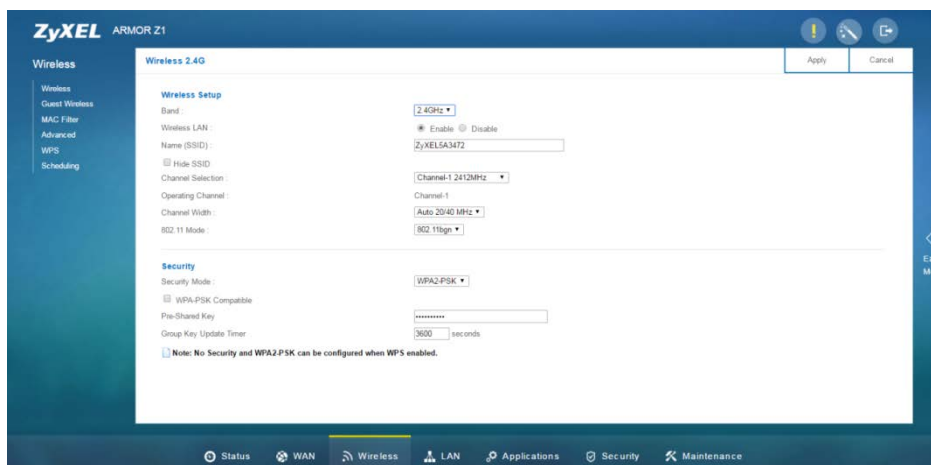 ZyXEL ARMOR Z1
Wireless
Wireless
Guest Wireless
MAC Filter
Advanced
WPS
Scheduling
Wireless 2.4G
Apply
Cancel
Wireless Setup
Band :
2.4GHz
Wireless LAN :
Enable Disable
Name (SSID) :
ZyXEL5A3472
Hide SSID
Channel Selection :
Channel-1 2412MHz
Operating Channel :
Channel-1
Channel Width :
Auto 20/40 MHz
802.11 Mode :
802.11bgn
Security
Security Mode :
WPA2-PSK
WPA-PSK Compatible
Pre-Shared Key
••••••••••
Group Key Update Timer
3600 seconds
Note: No Security and WPA2-PSK can be configured when WPS enabled.
Status
WAN
Wireless
LAN
Applications
Security
Maintenance